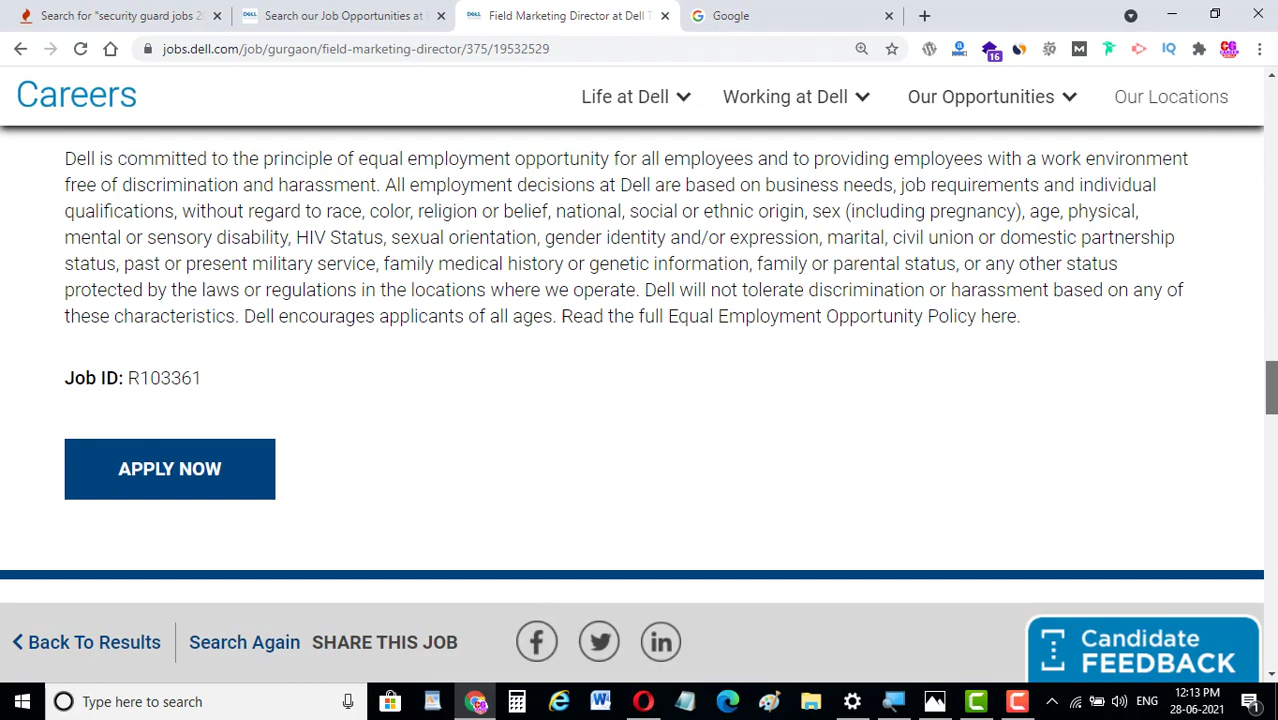 Search for "security guard jobs 20
Search our Job Opportunities at D
Field Marketing Director at Dell T
Google
jobs.dell.com/job/gurgaon/field-marketing-director/375/19532529
16
M
IQ
CG
Careers
Life at Dell
Working at Dell
Our Opportunities
Our Locations
Dell is committed to the principle of equal employment opportunity for all employees and to providing employees with a work environment
free of discrimination and harassment. All employment decisions at Dell are based on business needs, job requirements and individual
qualifications, without regard to race, color, religion or belief, national, social or ethnic origin, sex (including pregnancy), age, physical,
mental or sensory disability, HIV Status, sexual orientation, gender identity and/or expression, marital, civil union or domestic partnership
status, past or present military service, family medical history or genetic information, family or parental status, or any other status
protected by the laws or regulations in the locations where we operate. Dell will not tolerate discrimination or harassment based on any of
these characteristics. Dell encourages applicants of all ages. Read the full Equal Employment Opportunity Policy here.
Job ID: R103361
APPLY NOW
Back To Results
Search Again
SHARE THIS JOB
Candidate
FEEDBACK
Type here to search
ENG
12:13 PM
28-06-2021
1